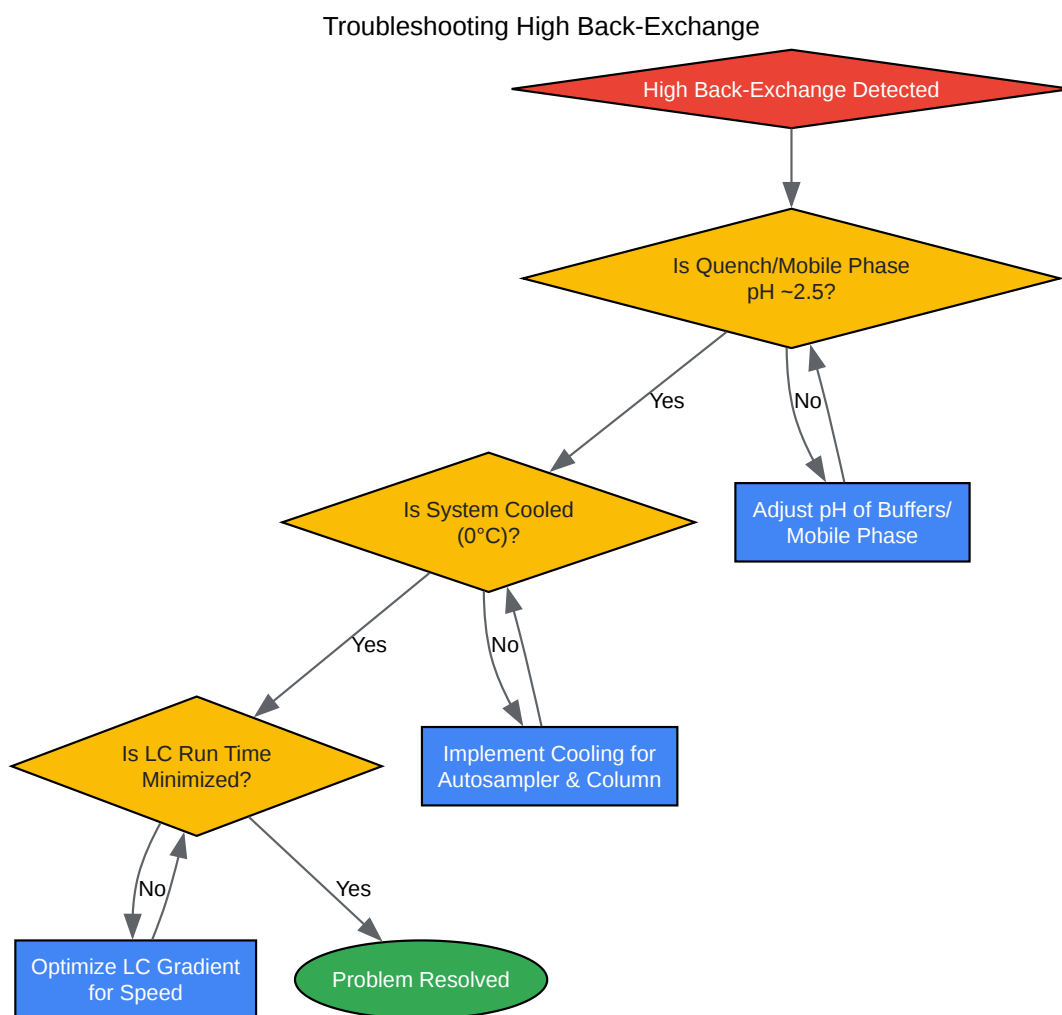 Troubleshooting High Back-Exchange
High Back-Exchange Detected
Is Quench/Mobile Phase
pH ~2.5?
Yes
No
Is System Cooled
(0°C)?
Adjust pH of Buffers/
Mobile Phase
Yes
No
Is LC Run Time
Minimized?
Implement Cooling for
Autosampler & Column
No
Yes
Optimize LC Gradient
for Speed
Problem Resolved